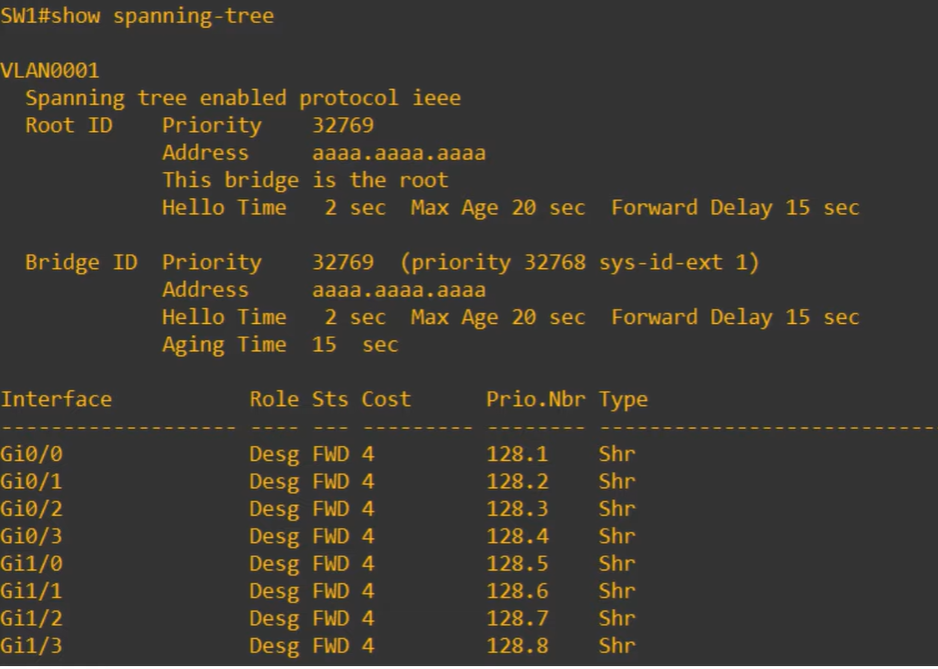 SW1#show spanning-tree
VLAN0001
Spanning tree enabled protocol ieee
Root ID Priority 32769
Address aaaa.aaaa.aaaa
This bridge is the root
Hello Time 2 sec Max Age 20 sec Forward Delay 15 sec
Bridge ID Priority 32769 (priority 32768 sys-id-ext 1)
Address aaaa.aaaa.aaaa
Hello Time 2 sec Max Age 20 sec Forward Delay 15 sec
Aging Time 15 sec
Interface Role Sts Cost Prio.Nbr Type
------------------- ---- --- --------- -------- ---------------------------
Gi0/0 Desg FWD 4 128.1 Shr
Gi0/1 Desg FWD 4 128.2 Shr
Gi0/2 Desg FWD 4 128.3 Shr
Gi0/3 Desg FWD 4 128.4 Shr
Gi1/0 Desg FWD 4 128.5 Shr
Gi1/1 Desg FWD 4 128.6 Shr
Gi1/2 Desg FWD 4 128.7 Shr
Gi1/3 Desg FWD 4 128.8 Shr